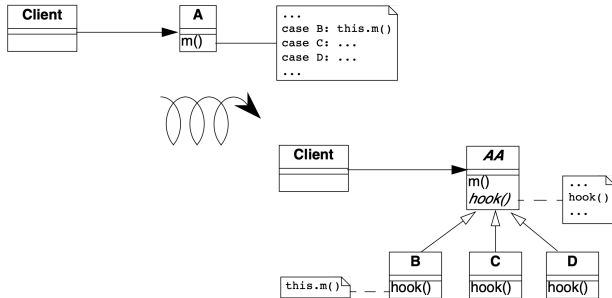 Client
A
m()
...
case B: this.m()
case C: ...
case D: ...
...
Client
AA
m()
hook()
...
hook()
...
B
hook()
C
hook()
D
hook()
this.m()